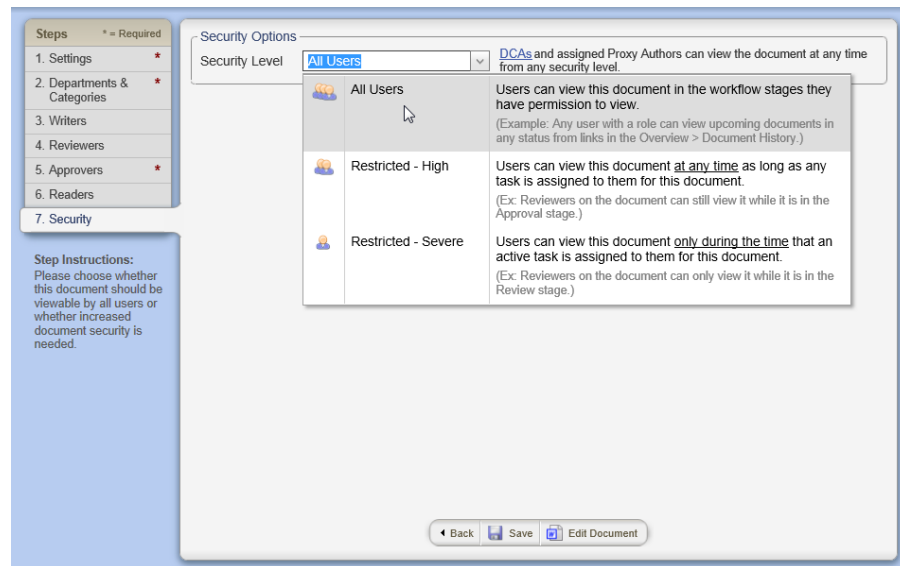 Steps * = Required
1. Settings *
2. Departments & *
Categories
3. Writers
4. Reviewers
5. Approvers *
6. Readers
7. Security
Step Instructions:
Please choose whether
this document should be
viewable by all users or
whether increased
document security is
needed.
Security Options
Security Level All Users
DCAs and assigned Proxy Authors can view the document at any time
from any security level.
All Users
Users can view this document in the workflow stages they
have permission to view.
(Example: Any user with a role can view upcoming documents in
any status from links in the Overview > Document History.)
Restricted - High
Users can view this document at any time as long as any
task is assigned to them for this document.
(Ex: Reviewers on the document can still view it while it is in the
Approval stage.)
Restricted - Severe
Users can view this document only during the time that an
active task is assigned to them for this document.
(Ex: Reviewers on the document can only view it while it is in the
Review stage.)
Back Save Edit Document